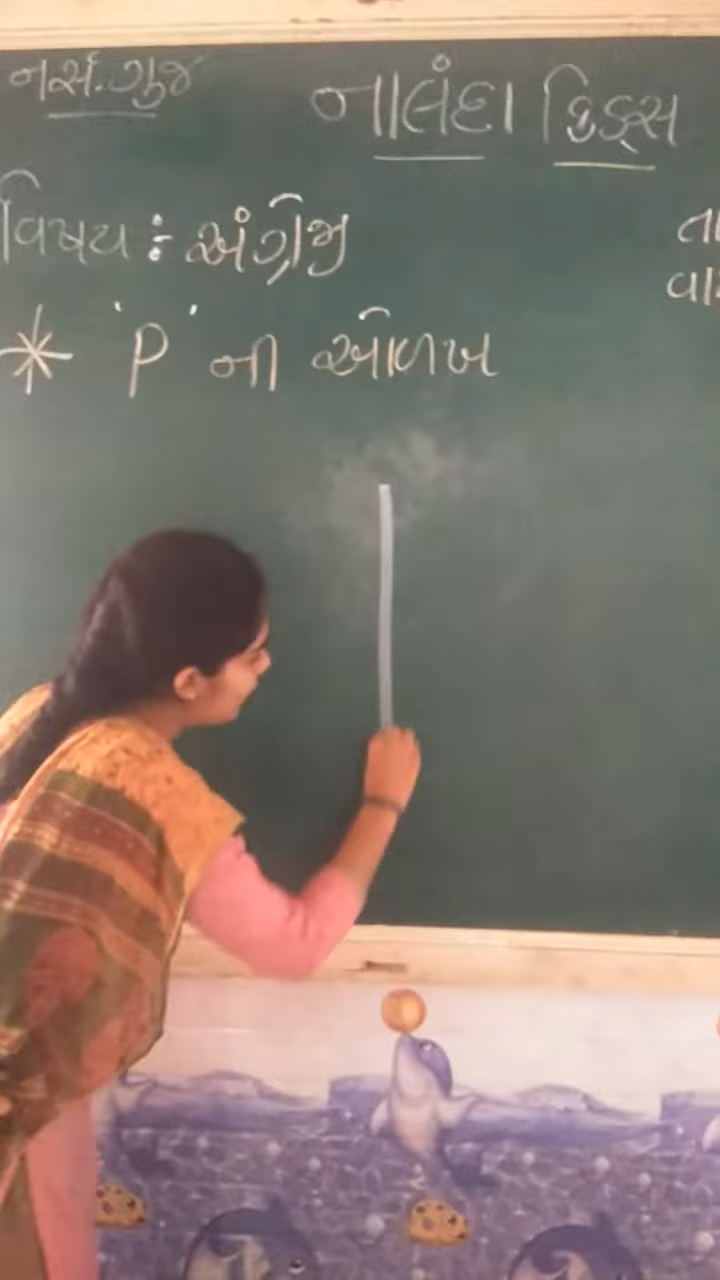 નર્સ.ગુજ નાલંદા કિડ્સ
વિષય :- અંગ્રેજી તા
વા
* 'P' ની ઓળખ